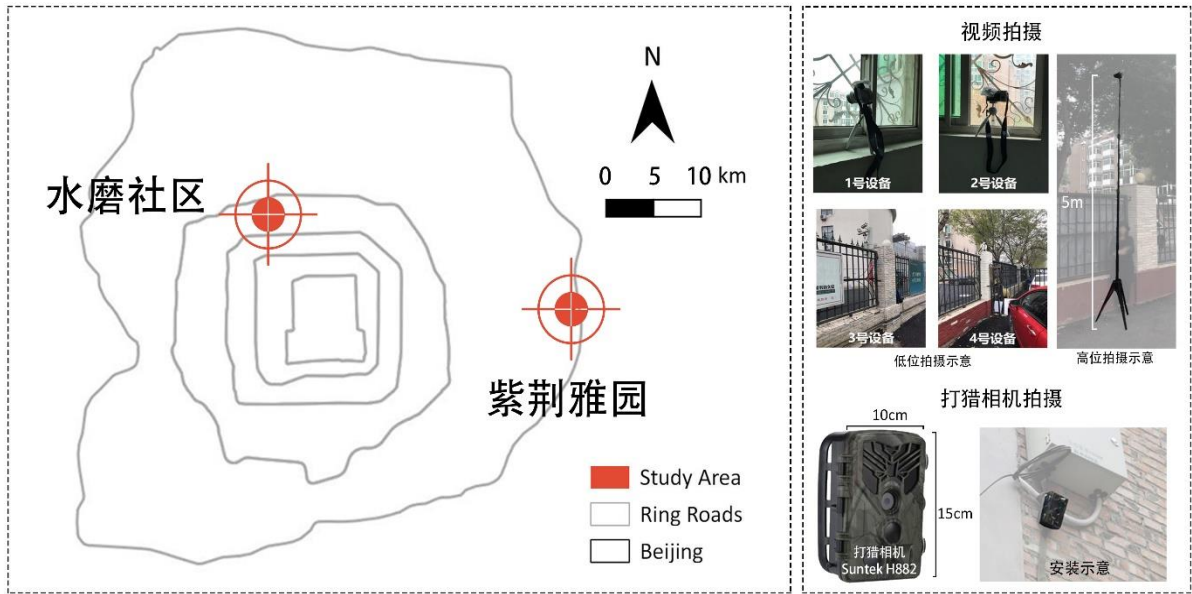 水磨社区
紫荆雅园
N
0 5 10 km
Study Area
Ring Roads
Beijing
视频拍摄
1号设备
2号设备
5m
3号设备
4号设备
低位拍摄示意
高位拍摄示意
打猎相机拍摄
10cm
15cm
打猎相机
Suntek H882
安装示意